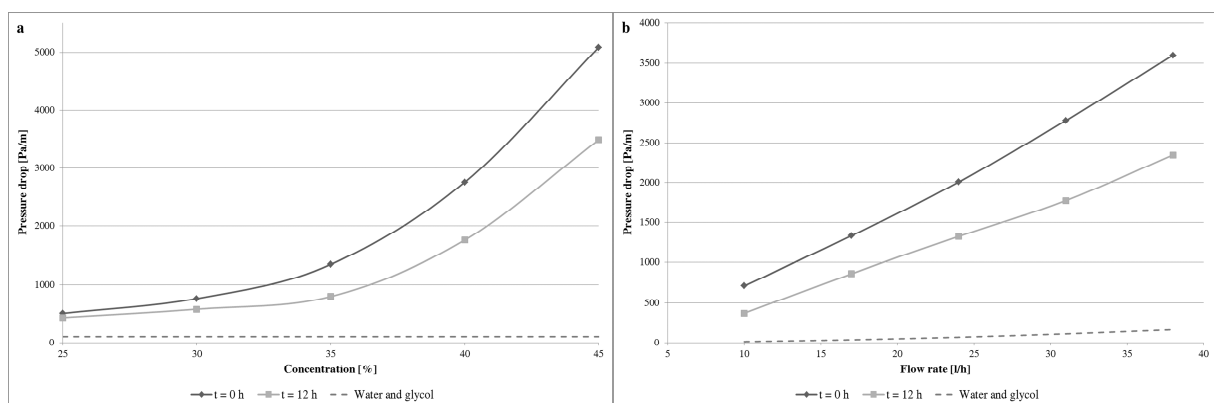 a
5000
4000
3000
2000
1000
0
Pressure drop [Pa/m]
25 30 35 40 45
Concentration [%]
t = 0 h t = 12 h Water and glycol
b
4000
3500
3000
2500
2000
1500
1000
500
0
Pressure drop [Pa/m]
5 10 15 20 25 30 35 40
Flow rate [l/h]
t = 0 h t = 12 h Water and glycol